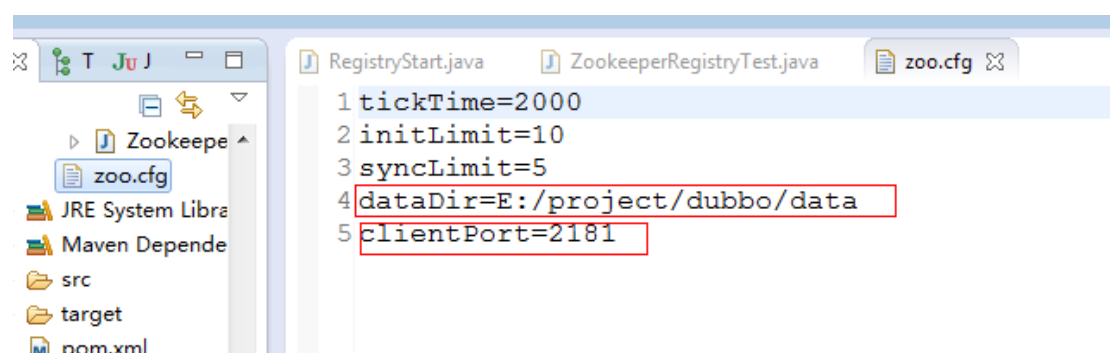 T JU J
RegistryStart.java
ZookeeperRegistryTest.java
zoo.cfg
Zookeepe
zoo.cfg
JRE System Libra
Maven Depende
src
target
pom.xml
1 tickTime=2000
2 initLimit=10
3 syncLimit=5
4 dataDir=E:/project/dubbo/data
5 clientPort=2181